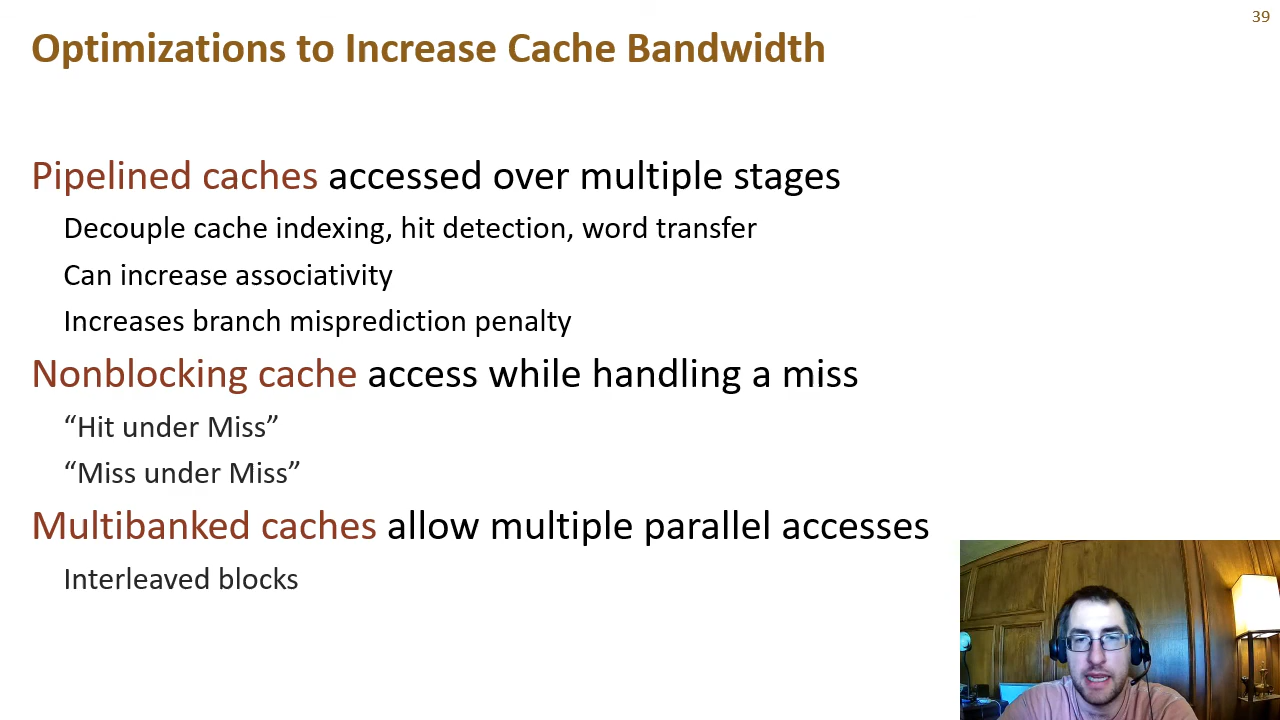 39
Optimizations to Increase Cache Bandwidth
Pipelined caches accessed over multiple stages
Decouple cache indexing, hit detection, word transfer
Can increase associativity
Increases branch misprediction penalty
Nonblocking cache access while handling a miss
“Hit under Miss”
“Miss under Miss”
Multibanked caches allow multiple parallel accesses
Interleaved blocks